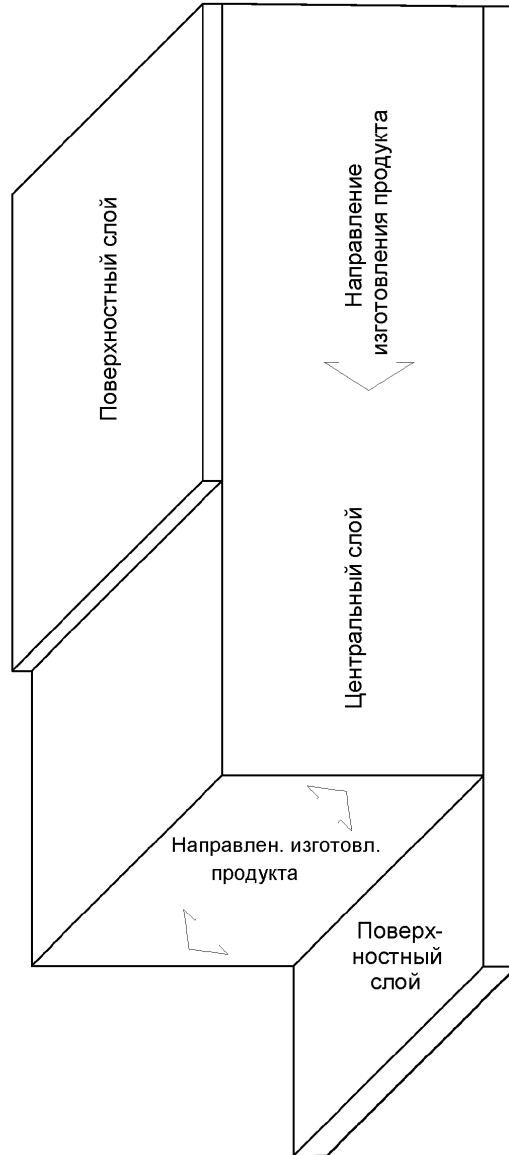 Поверхностный слой
Направление
изготовления продукта
Центральный слой
Направлен. изготовл.
продукта
Поверх-
ностный
слой